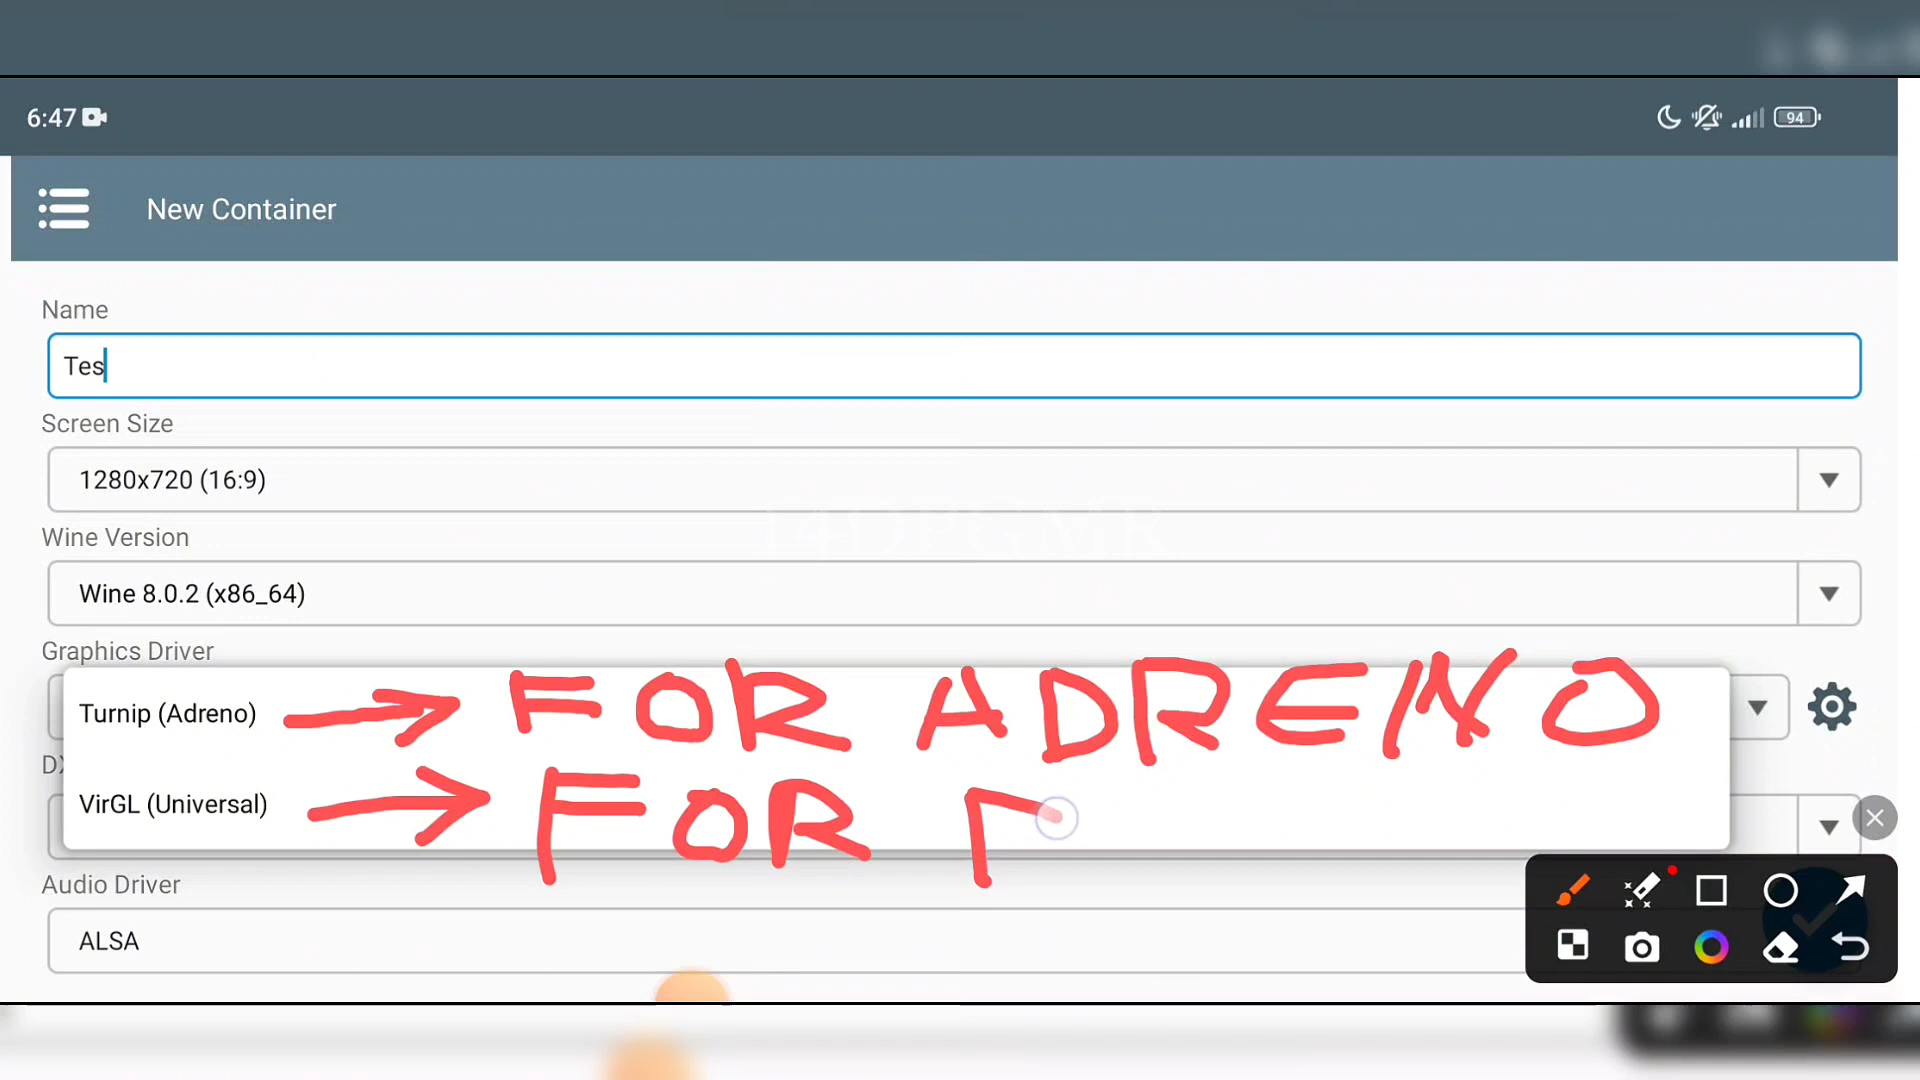 6:47
94
New Container
Name
Tes
Screen Size
1280x720 (16:9)
14DPGMR
Wine Version
Wine 8.0.2 (x86_64)
Graphics Driver
Turnip (Adreno) → FOR ADRENO
VirGL (Universal) → FOR
Audio Driver
ALSA